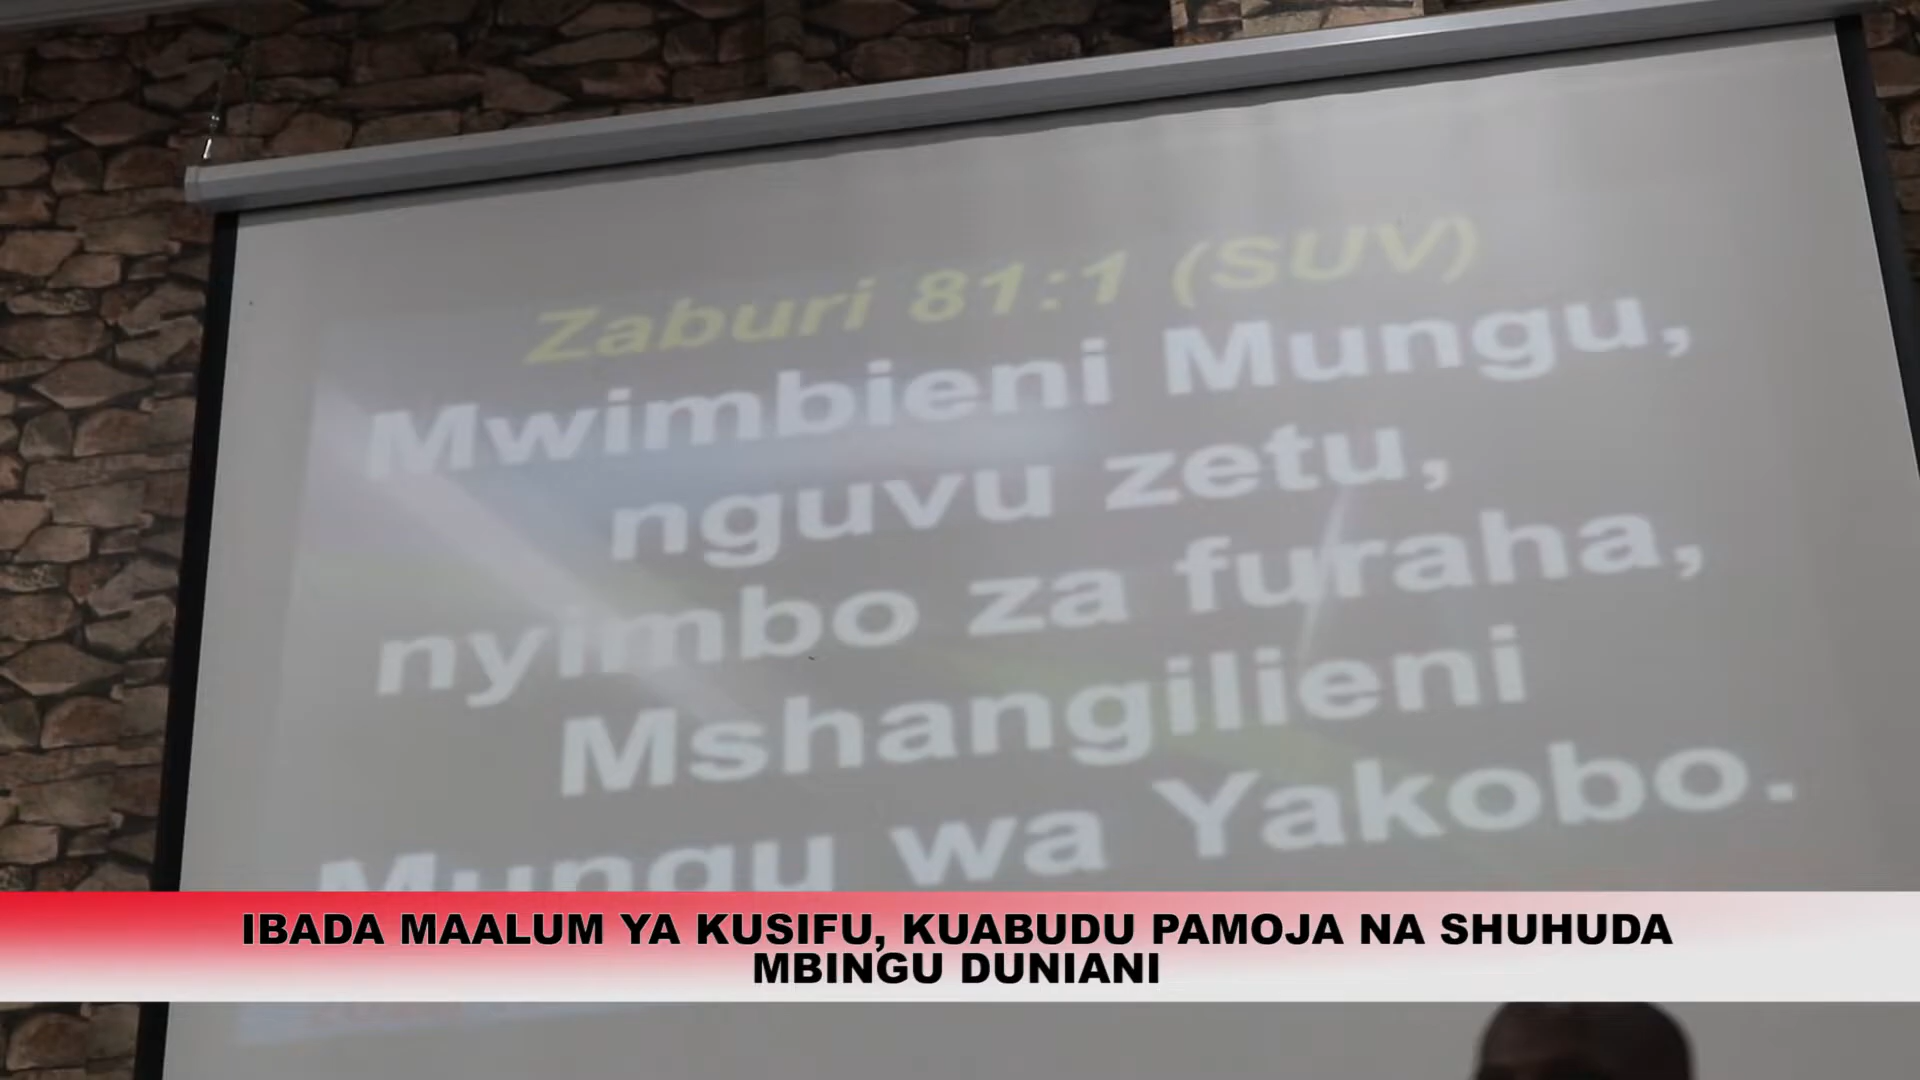 Zaburi 81:1 (SUV)
Mwimbieni Mungu,
nguvu zetu,
nyimbo za furaha,
Mshangilieni
Mungu wa Yakobo.
IBADA MAALUM YA KUSIFU, KUABUDU PAMOJA NA SHUHUDA
MBINGU DUNIANI